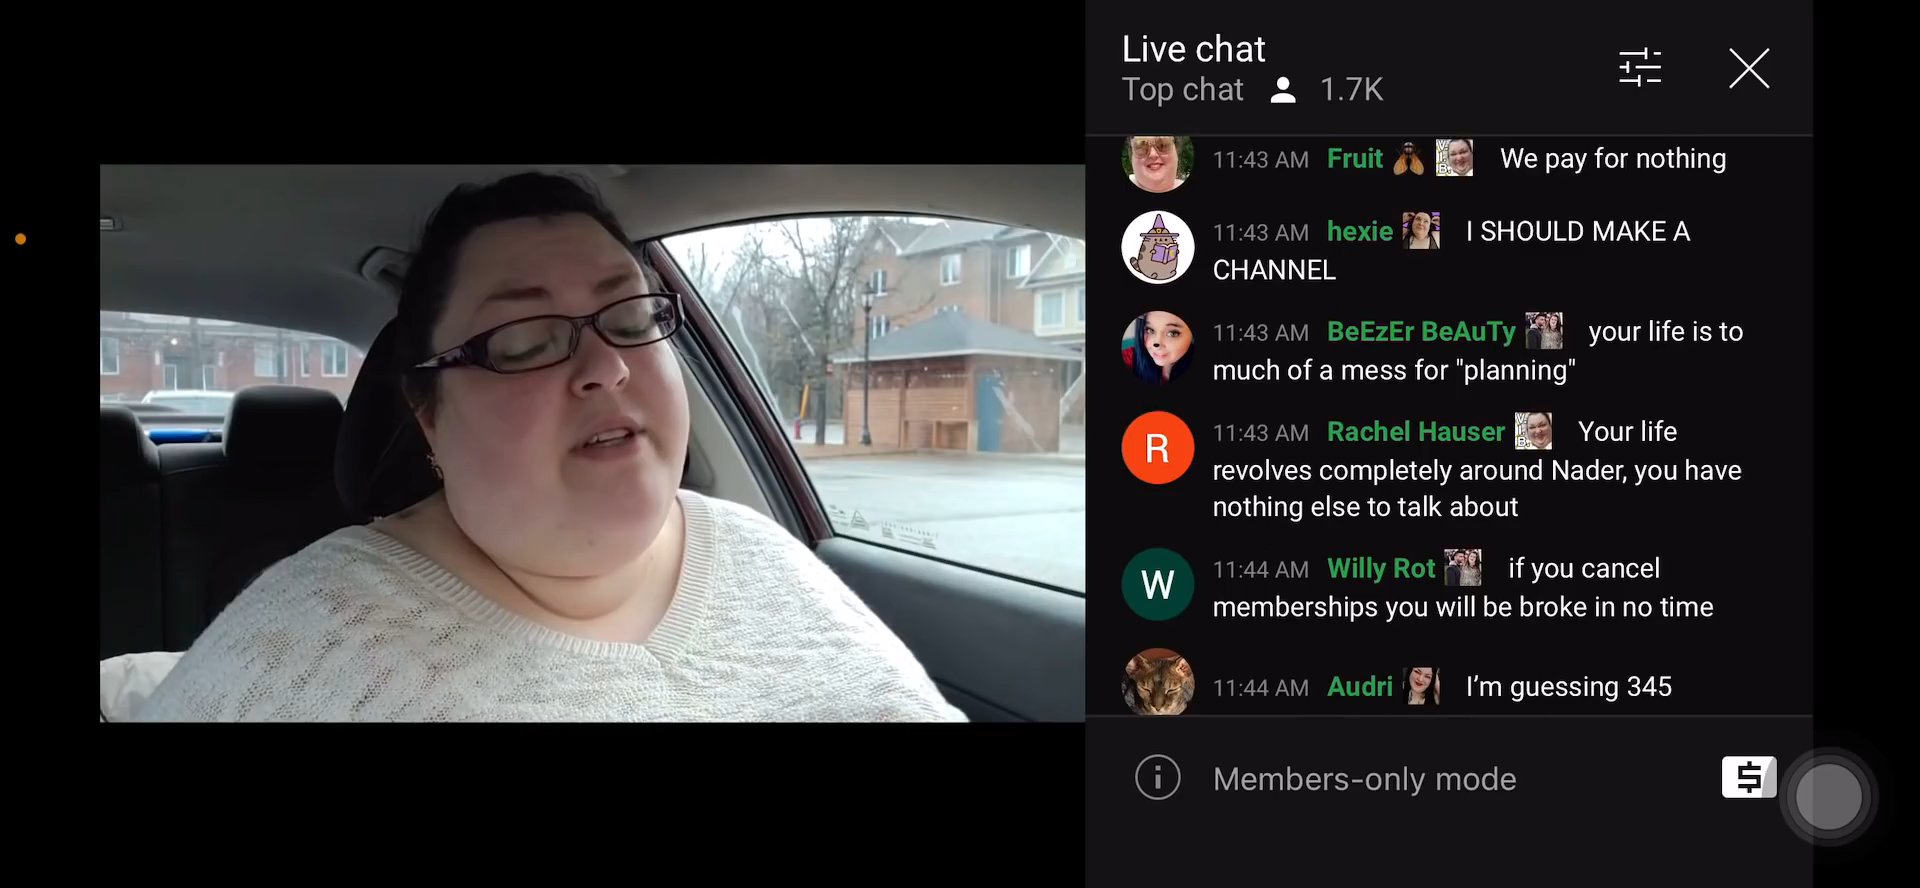 Live chat
Top chat 1.7K
11:43 AM Fruit We pay for nothing
11:43 AM hexie I SHOULD MAKE A
CHANNEL
11:43 AM BeEzEr BeAuTy your life is to
much of a mess for "planning"
11:43 AM Rachel Hauser Your life
revolves completely around Nader, you have
nothing else to talk about
11:44 AM Willy Rot if you cancel
memberships you will be broke in no time
11:44 AM Audri I’m guessing 345
Members-only mode
R
W